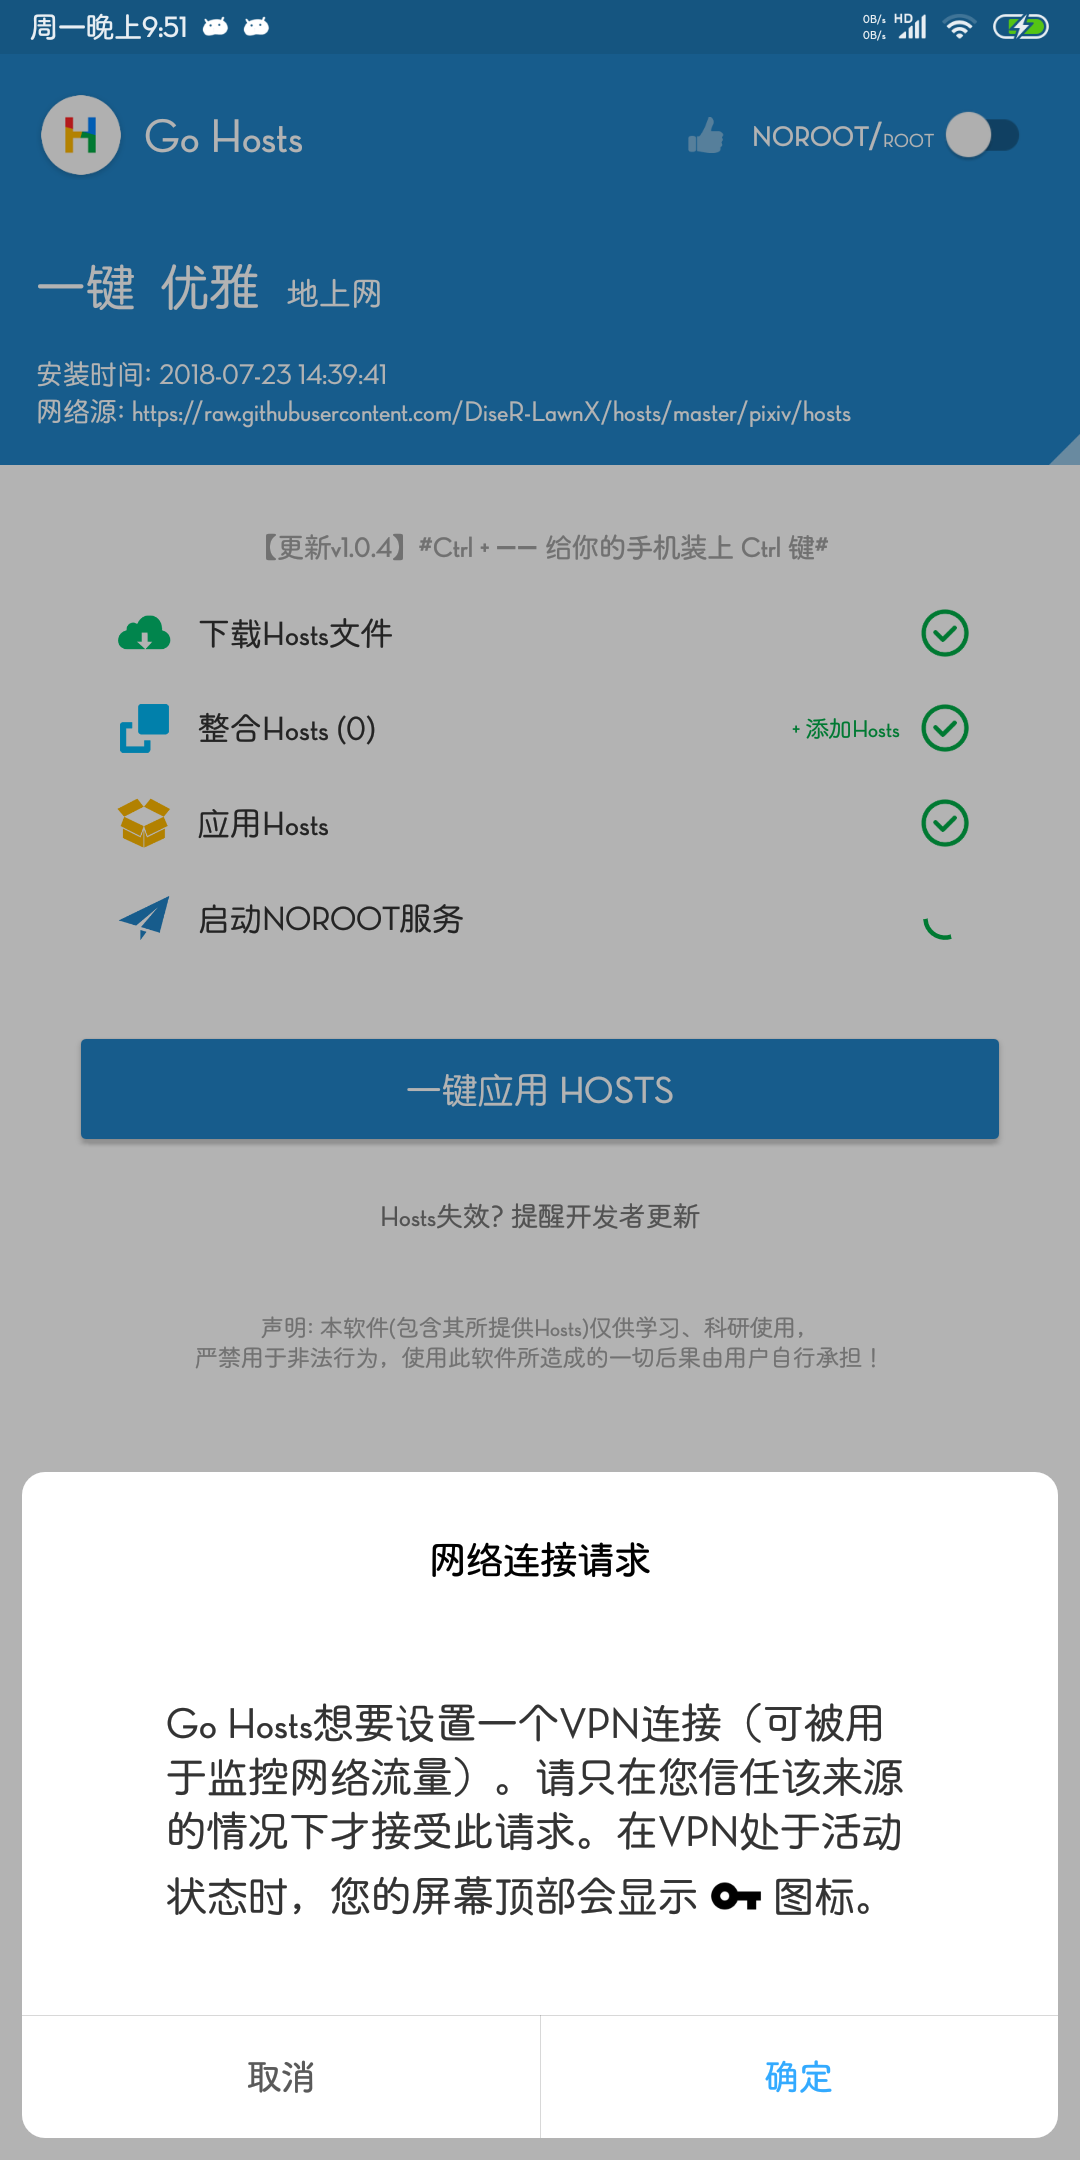 周一晚上9:51
0B/s
0B/s
HD
Go Hosts
NOROOT/ROOT
一键 优雅 地上网
安装时间: 2018-07-23 14:39:41
网络源: https://raw.githubusercontent.com/DiseR-LawnX/hosts/master/pixiv/hosts
【更新v1.0.4】#Ctrl + —— 给你的手机装上 Ctrl 键#
下载Hosts文件
整合Hosts (0)
+ 添加Hosts
应用Hosts
启动NOROOT服务
一键应用 HOSTS
Hosts失效? 提醒开发者更新
声明: 本软件(包含其所提供Hosts)仅供学习、科研使用，
严禁用于非法行为，使用此软件所造成的一切后果由用户自行承担！
网络连接请求
Go Hosts想要设置一个VPN连接（可被用
于监控网络流量）。请只在您信任该来源
的情况下才接受此请求。在VPN处于活动
状态时，您的屏幕顶部会显示 图标。
取消
确定